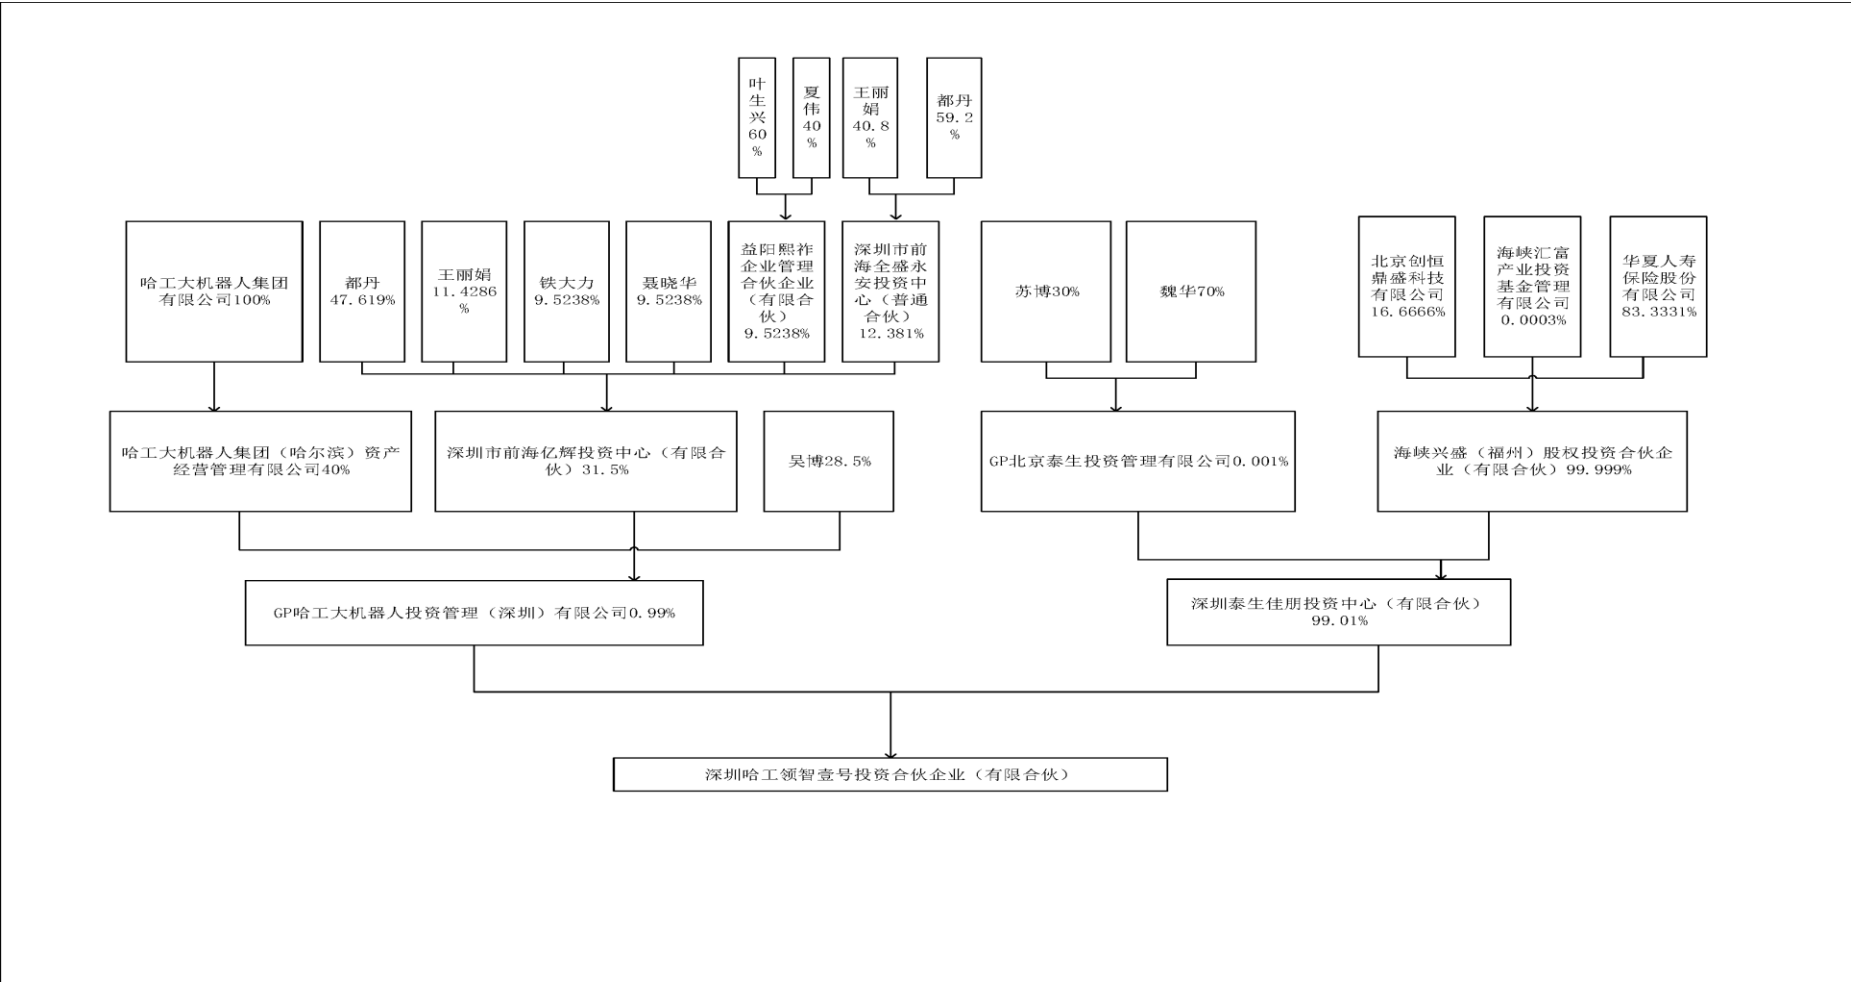 叶
生
兴
60
%
夏
伟
40
%
王丽
娟
40.8
%
都丹
59.2
%
哈工大机器人集团
有限公司100%
都丹
47.619%
王丽娟
11.4286
%
铁大力
9.5238%
聂晓华
9.5238%
益阳熙祚
企业管理
合伙企业
（有限合
伙）
9.5238%
深圳市前
海全盛永
安投资中
心（普通
合伙）
12.381%
苏博30%
魏华70%
北京创恒
鼎盛科技
有限公司
16.6666%
海峡汇富
产业投资
基金管理
有限公司
0.0003%
华夏人寿
保险股份
有限公司
83.3331%
哈工大机器人集团（哈尔滨）资产
经营管理有限公司40%
深圳市前海亿辉投资中心（有限合
伙）31.5%
吴博28.5%
GP北京泰生投资管理有限公司0.001%
海峡兴盛（福州）股权投资合伙企
业（有限合伙）99.999%
GP哈工大机器人投资管理（深圳）有限公司0.99%
深圳泰生佳朋投资中心（有限合伙）
99.01%
深圳哈工领智壹号投资合伙企业（有限合伙）